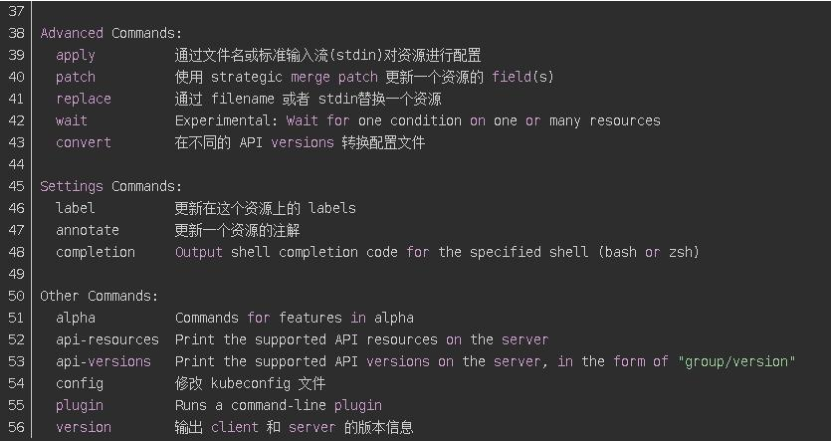 37
38 Advanced Commands:
39 apply 通过文件名或标准输入流(stdin)对资源进行配置
40 patch 使用 strategic merge patch 更新一个资源的 field(s)
41 replace 通过 filename 或者 stdin替换一个资源
42 wait Experimental: Wait for one condition on one or many resources
43 convert 在不同的 API versions 转换配置文件
44
45 Settings Commands:
46 label 更新在这个资源上的 labels
47 annotate 更新一个资源的注解
48 completion Output shell completion code for the specified shell (bash or zsh)
49
50 Other Commands:
51 alpha Commands for features in alpha
52 api-resources Print the supported API resources on the server
53 api-versions Print the supported API versions on the server, in the form of "group/version"
54 config 修改 kubeconfig 文件
55 plugin Runs a command-line plugin
56 version 输出 client 和 server 的版本信息